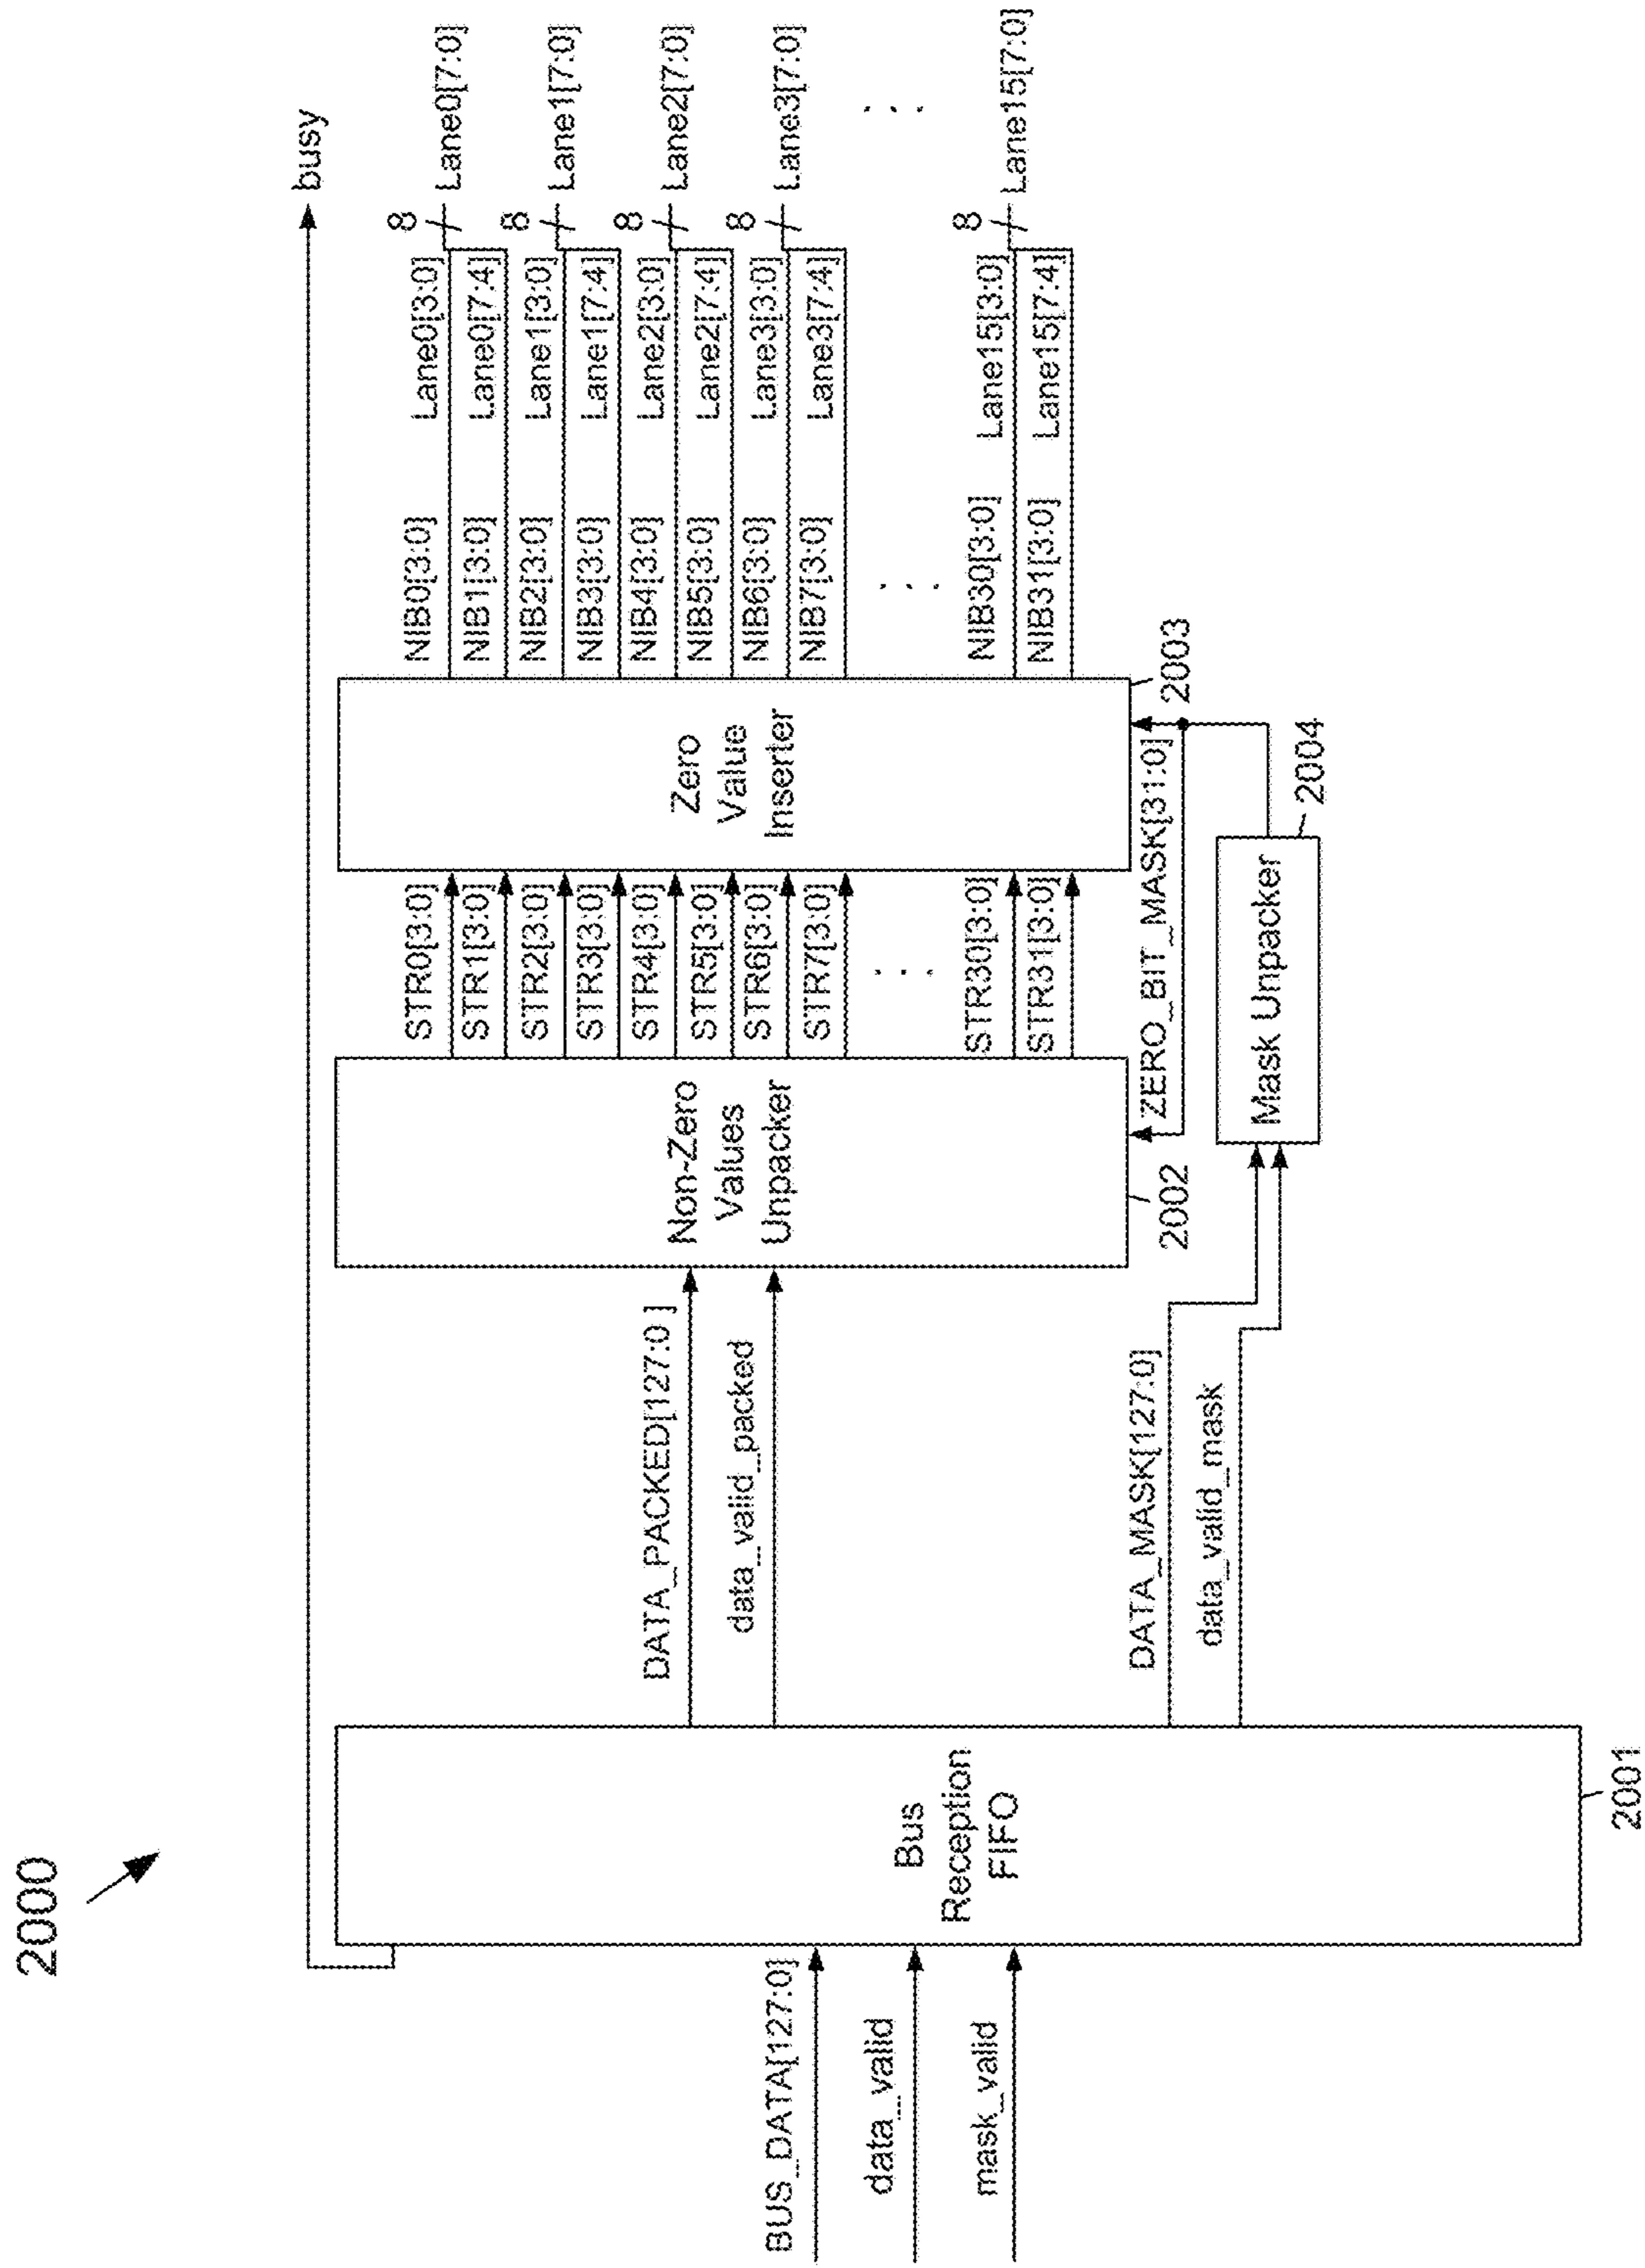 2000
busy
BUS_DATA[127:0]
data_valid
mask_valid
Bus
Reception
FIFO
2001
DATA_PACKED[127:0 ]
data_valid_packed
DATA_MASK[127:0]
data_valid_mask
Non-Zero
Values
Unpacker
2002
STR0[3:0]
STR1[3:0]
STR2[3:0]
STR3[3:0]
STR4[3:0]
STR5[3:0]
STR6[3:0]
STR7[3:0]
. . .
STR30[3:0]
STR31[3:0]
ZERO_BIT_MASK[31:0]
Mask Unpacker
2004
Zero
Value
Inserter
2003
NIB0[3:0] Lane0[3:0]
NIB1[3:0] Lane0[7:4]
NIB2[3:0] Lane1[3:0]
NIB3[3:0] Lane1[7:4]
NIB4[3:0] Lane2[3:0]
NIB5[3:0] Lane2[7:4]
NIB6[3:0] Lane3[3:0]
NIB7[3:0] Lane3[7:4]
. . .
NIB30[3:0] Lane15[3:0]
NIB31[3:0] Lane15[7:4]
8 Lane0[7:0]
8 Lane1[7:0]
8 Lane2[7:0]
8 Lane3[7:0]
. . .
8 Lane15[7:0]